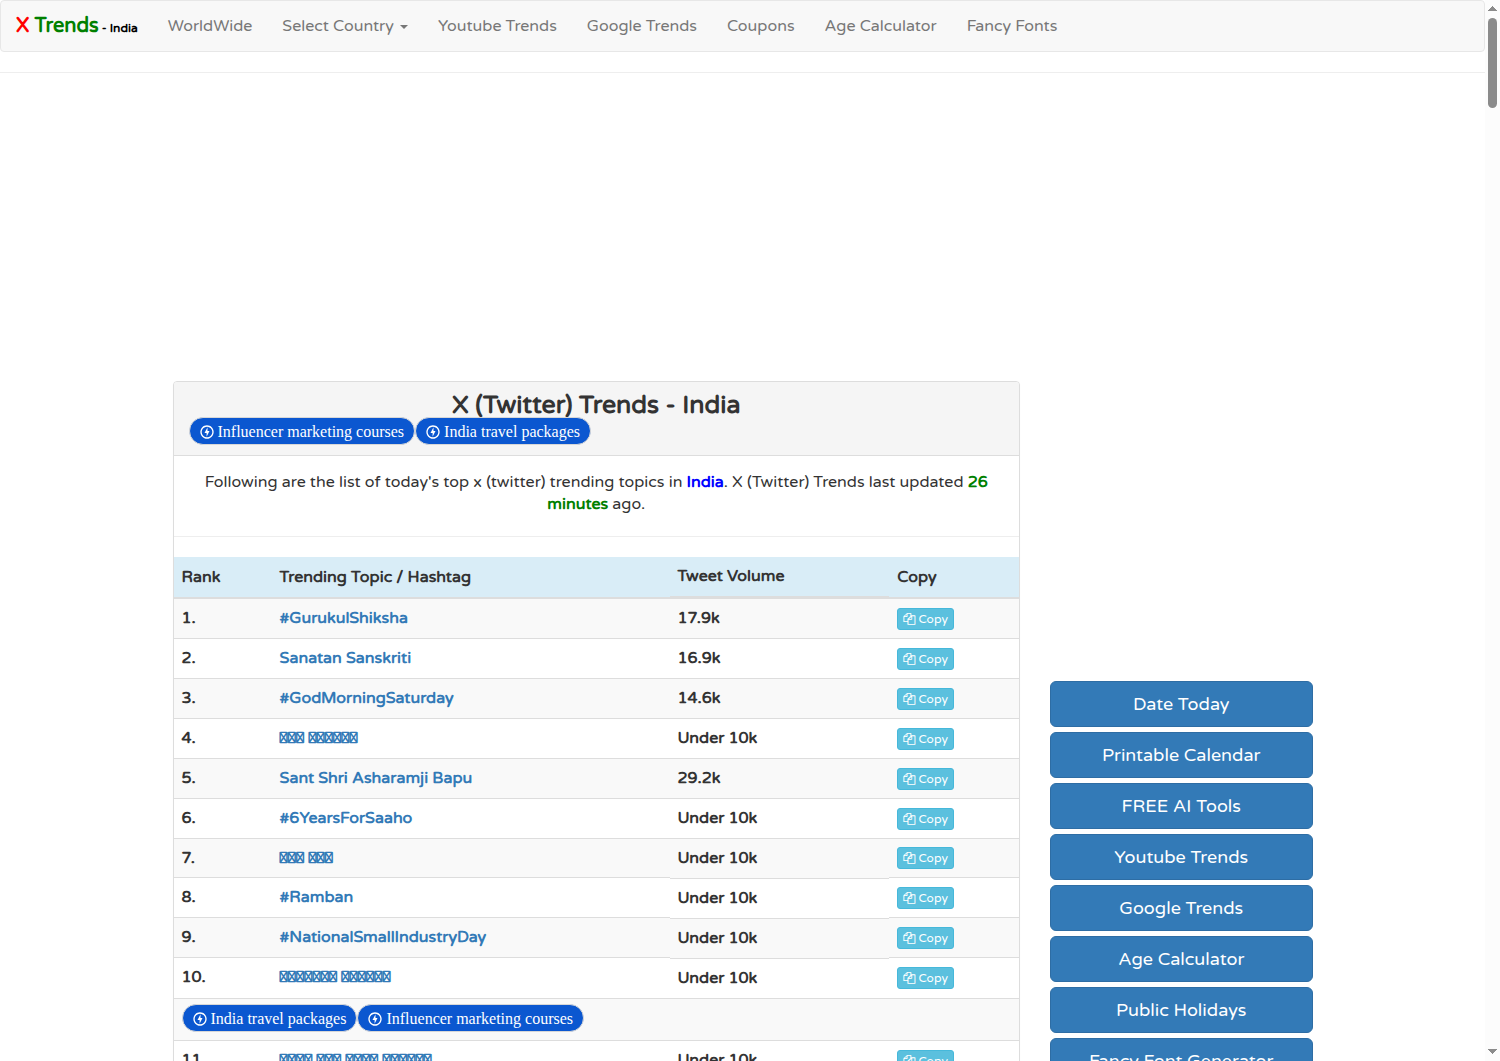 X Trends - India WorldWide Select Country Youtube Trends Google Trends Coupons Age Calculator Fancy Fonts
X (Twitter) Trends - India
Influencer marketing courses India travel packages
Following are the list of today's top x (twitter) trending topics in India. X (Twitter) Trends last updated 26
minutes ago.
Rank Trending Topic / Hashtag Tweet Volume Copy
1. #GurukulShiksha 17.9k Copy
2. Sanatan Sanskriti 16.9k Copy
3. #GodMorningSaturday 14.6k Copy
4. Under 10k Copy
5. Sant Shri Asharamji Bapu 29.2k Copy
6. #6YearsForSaaho Under 10k Copy
7. Under 10k Copy
8. #Ramban Under 10k Copy
9. #NationalSmallIndustryDay Under 10k Copy
10. Under 10k Copy
India travel packages Influencer marketing courses
11. Under 10k Copy
Date Today
Printable Calendar
FREE AI Tools
Youtube Trends
Google Trends
Age Calculator
Public Holidays
Fancy Font Generator